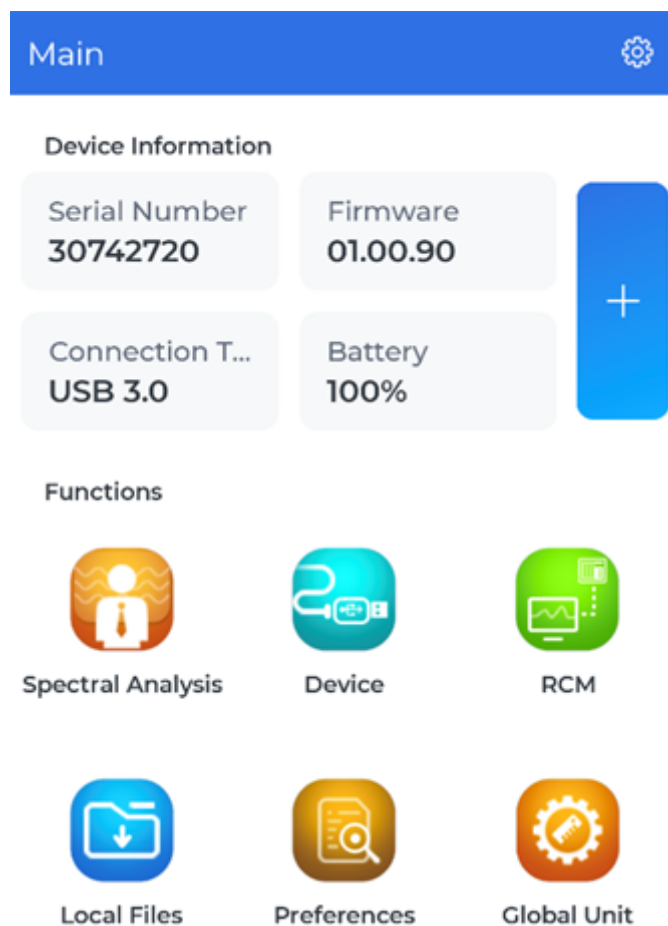 Main
Device Information
Serial Number
30742720
Firmware
01.00.90
Connection T...
USB 3.0
Battery
100%
+
Functions
Spectral Analysis
Device
RCM
Local Files
Preferences
Global Unit